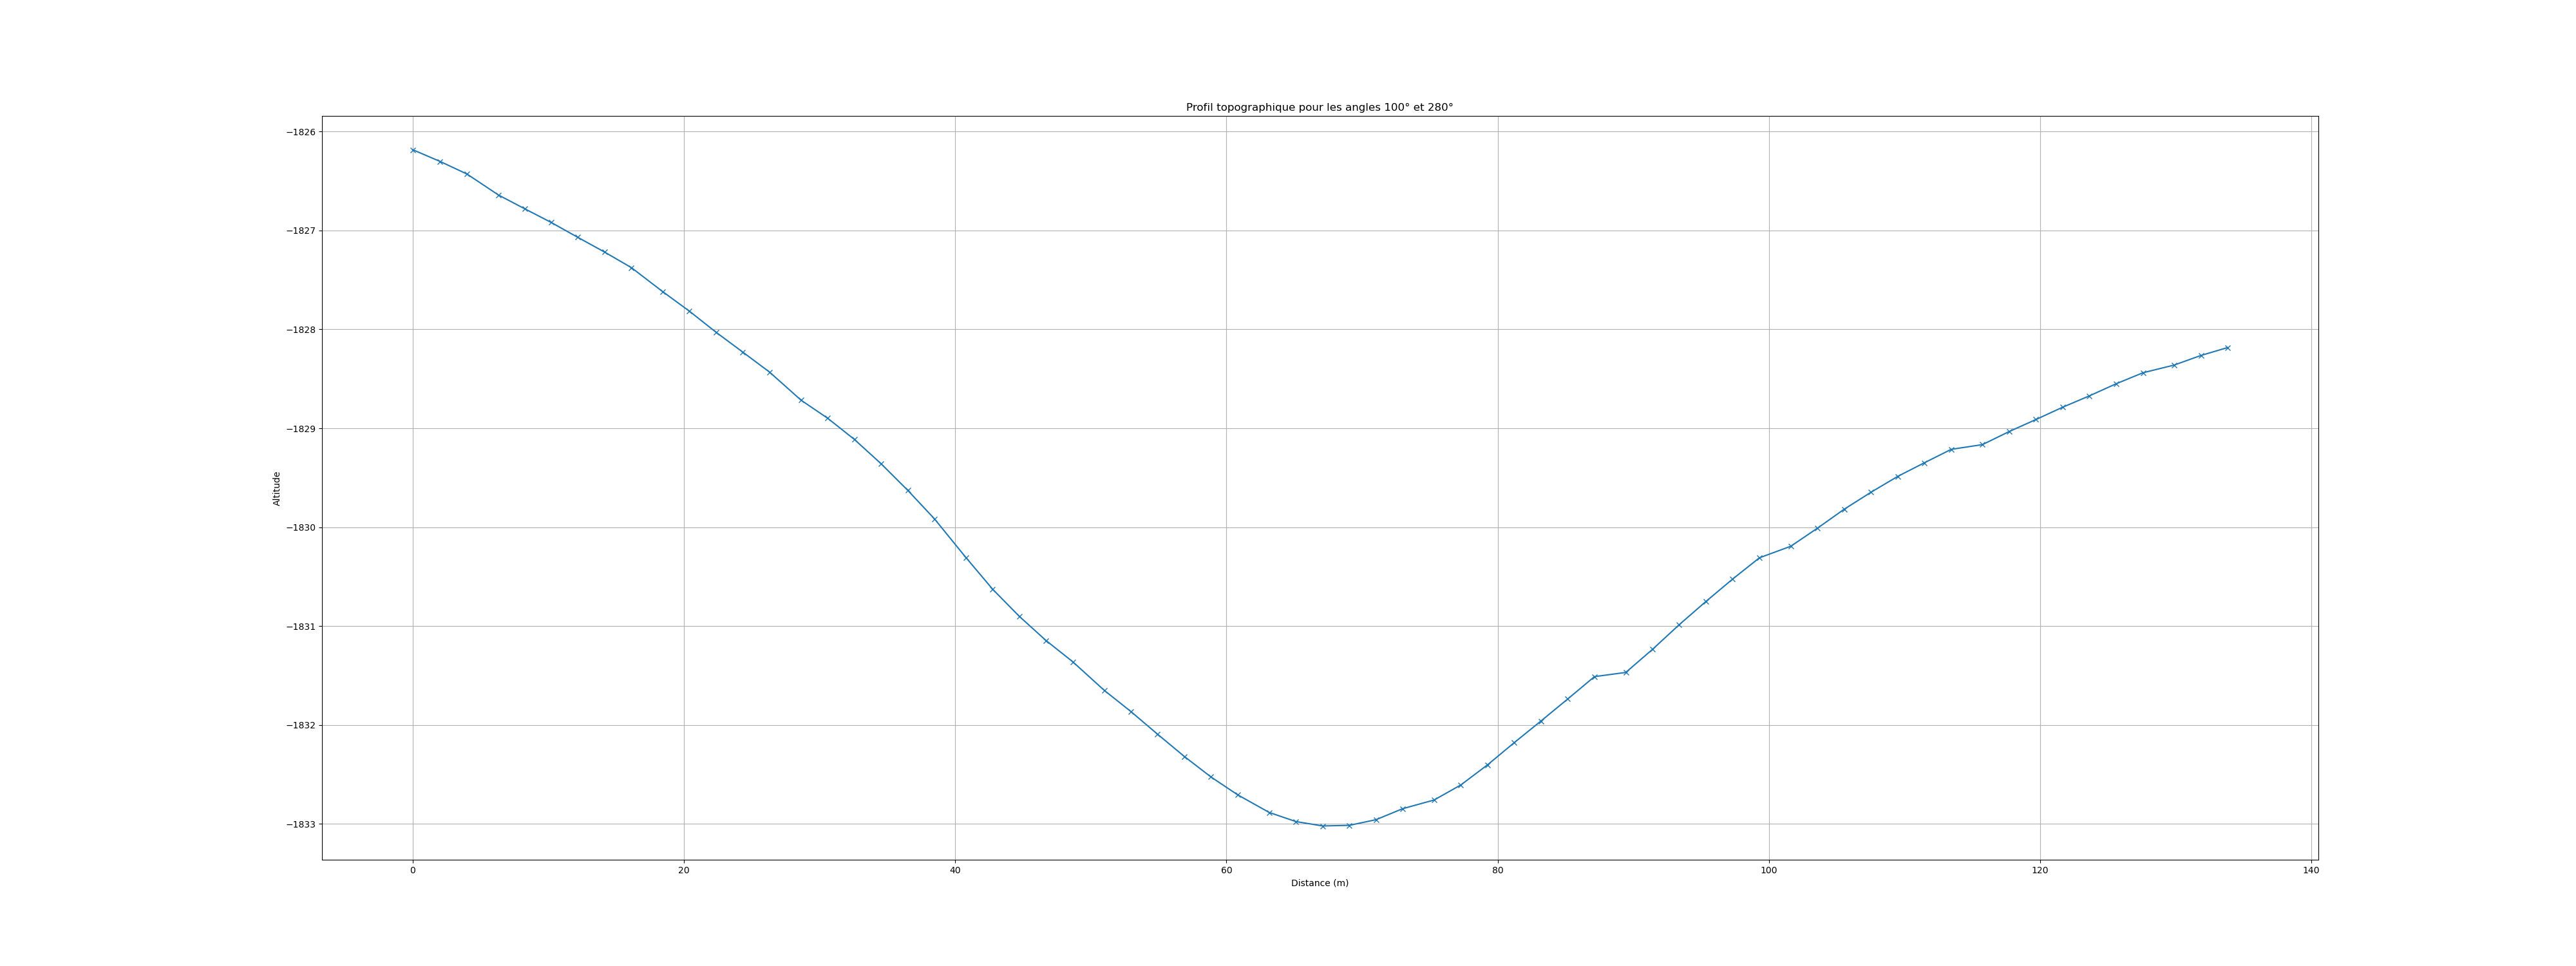 Profil topographique pour les angles 100° et 280°
−1826
−1827
−1828
−1829
−1830
−1831
−1832
−1833
Altitude
0 20 40 60 80 100 120 140
Distance (m)